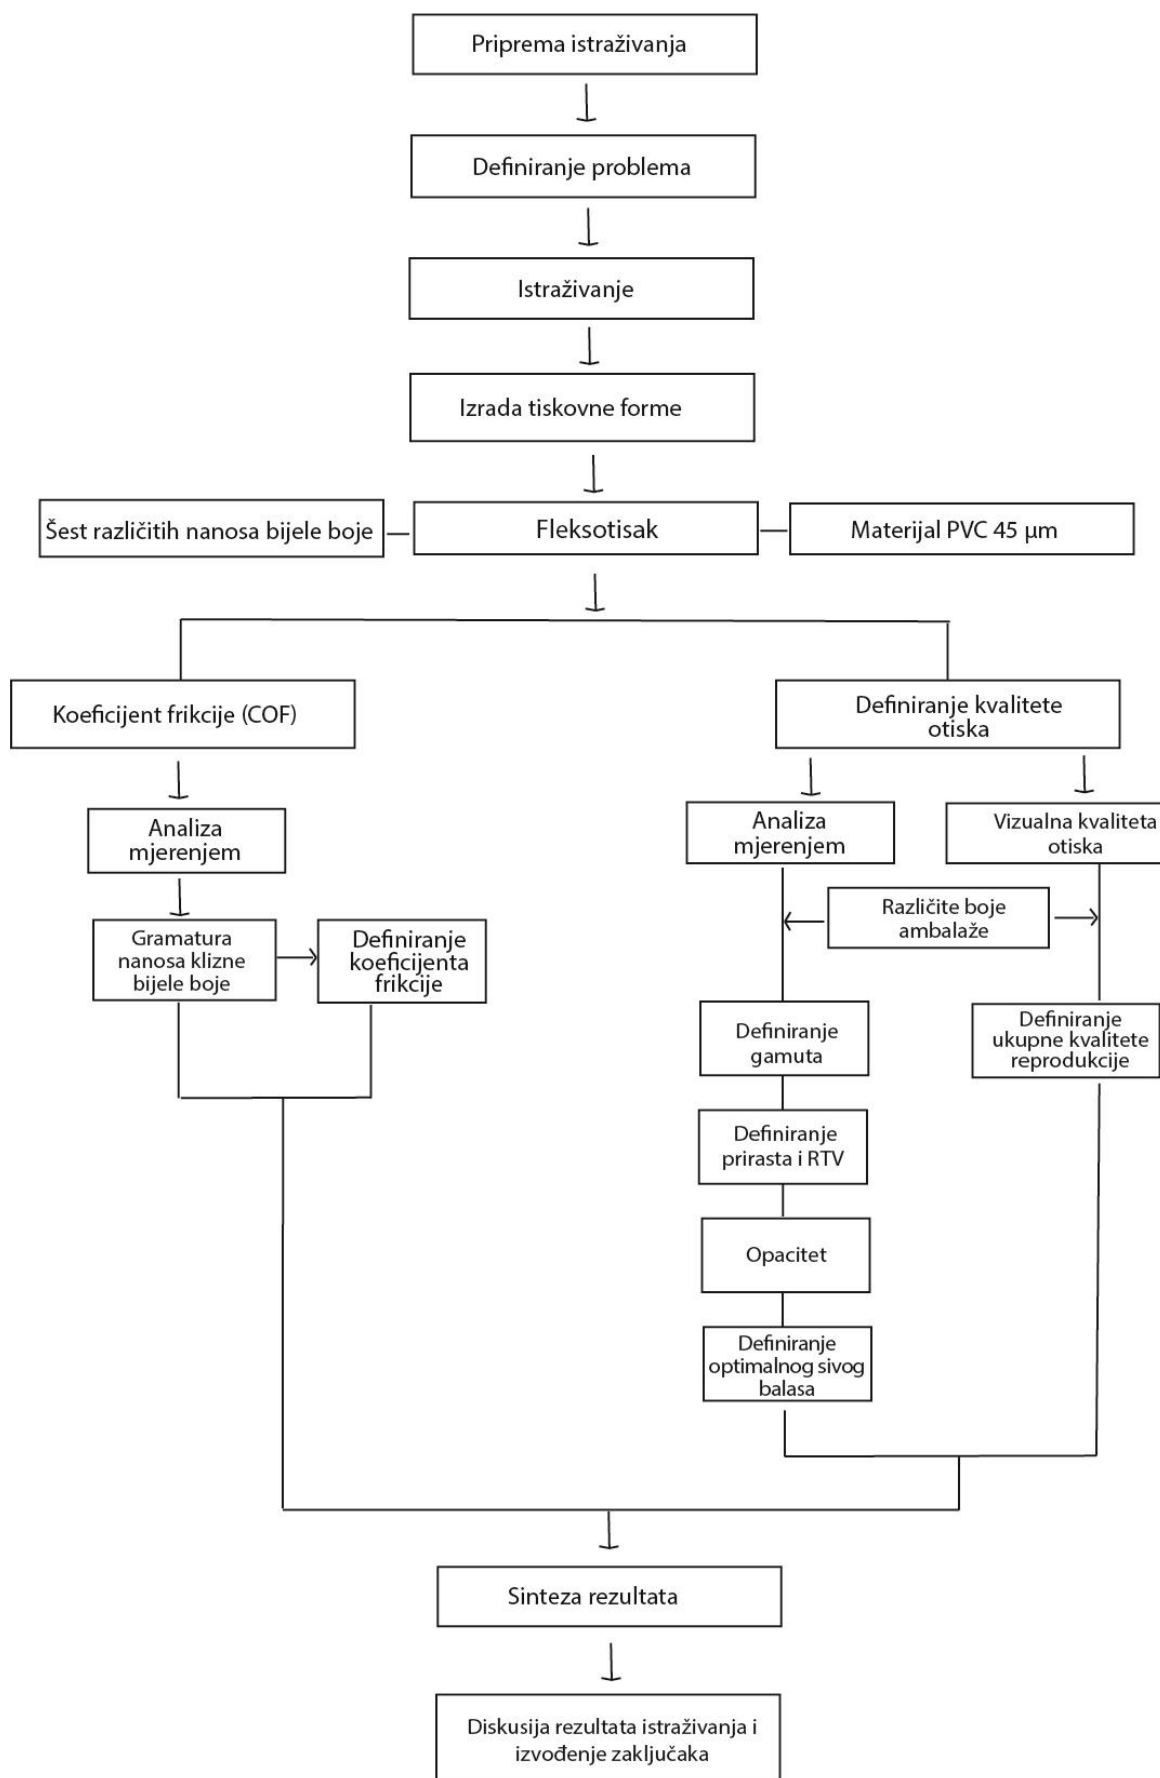 Priprema istraživanja
Definiranje problema
Istraživanje
Izrada tiskovne forme
Šest različitih nanosa bijele boje
Fleksotisak
Materijal PVC 45 µm
Koeficijent frikcije (COF)
Definiranje kvalitete
otiska
Analiza
mjerenjem
Analiza
mjerenjem
Vizualna kvaliteta
otiska
Različite boje
ambalaže
Gramatura
nanosa klizne
bijele boje
Definiranje
koeficijenta
frikcije
Definiranje
gamuta
Definiranje
ukupne kvalitete
reprodukcije
Definiranje
prirasta i RTV
Opacitet
Definiranje
optimalnog sivog
balasa
Sinteza rezultata
Diskusija rezultata istraživanja i
izvođenje zaključaka